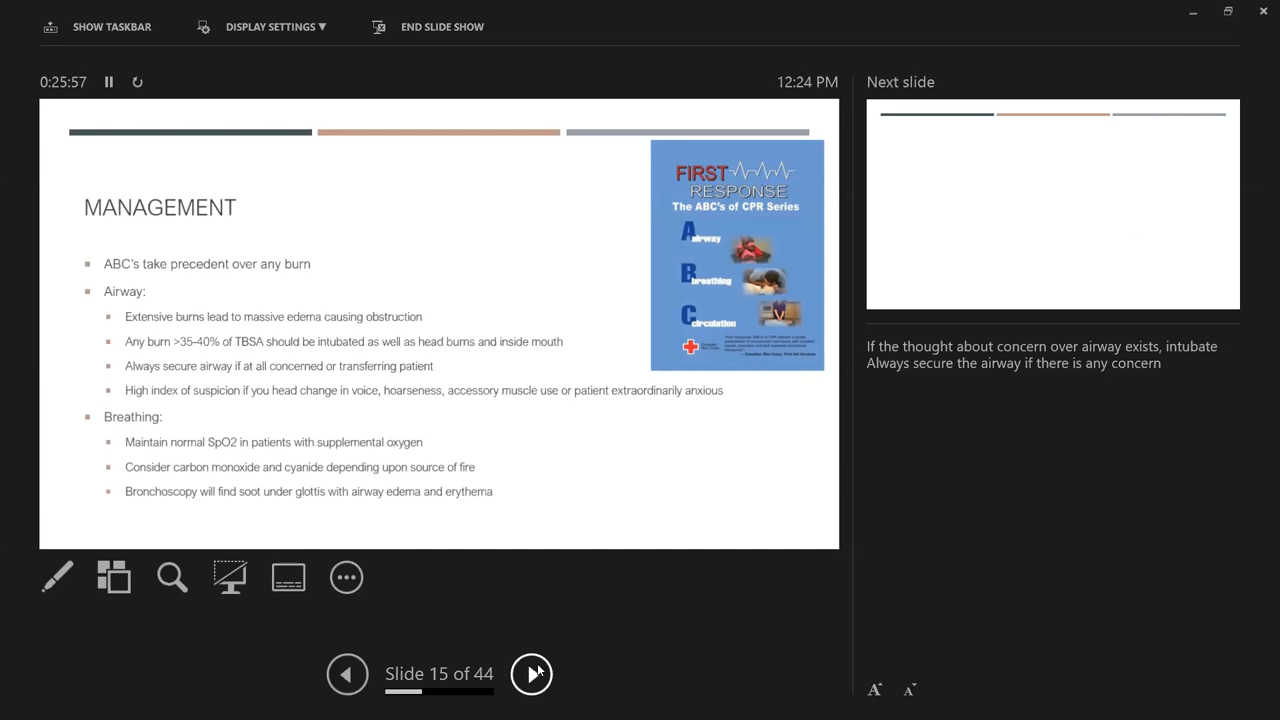 SHOW TASKBAR
DISPLAY SETTINGS ▼
END SLIDE SHOW
0:25:57
12:24 PM
Next slide
MANAGEMENT
ABC's take precedent over any burn
Airway:
Extensive burns lead to massive edema causing obstruction
Any burn >35-40% of TBSA should be intubated as well as head burns and inside mouth
Always secure airway if at all concerned or transferring patient
High index of suspicion if you head change in voice, hoarseness, accessory muscle use or patient extraordinarily anxious
Breathing:
Maintain normal SpO2 in patients with supplemental oxygen
Consider carbon monoxide and cyanide depending upon source of fire
Bronchoscopy will find soot under glottis with airway edema and erythema
FIRST
RESPONSE
The ABC's of CPR Series
Airway
Breathing
Circulation
If the thought about concern over airway exists, intubate
Always secure the airway if there is any concern
Slide 15 of 44
A
A